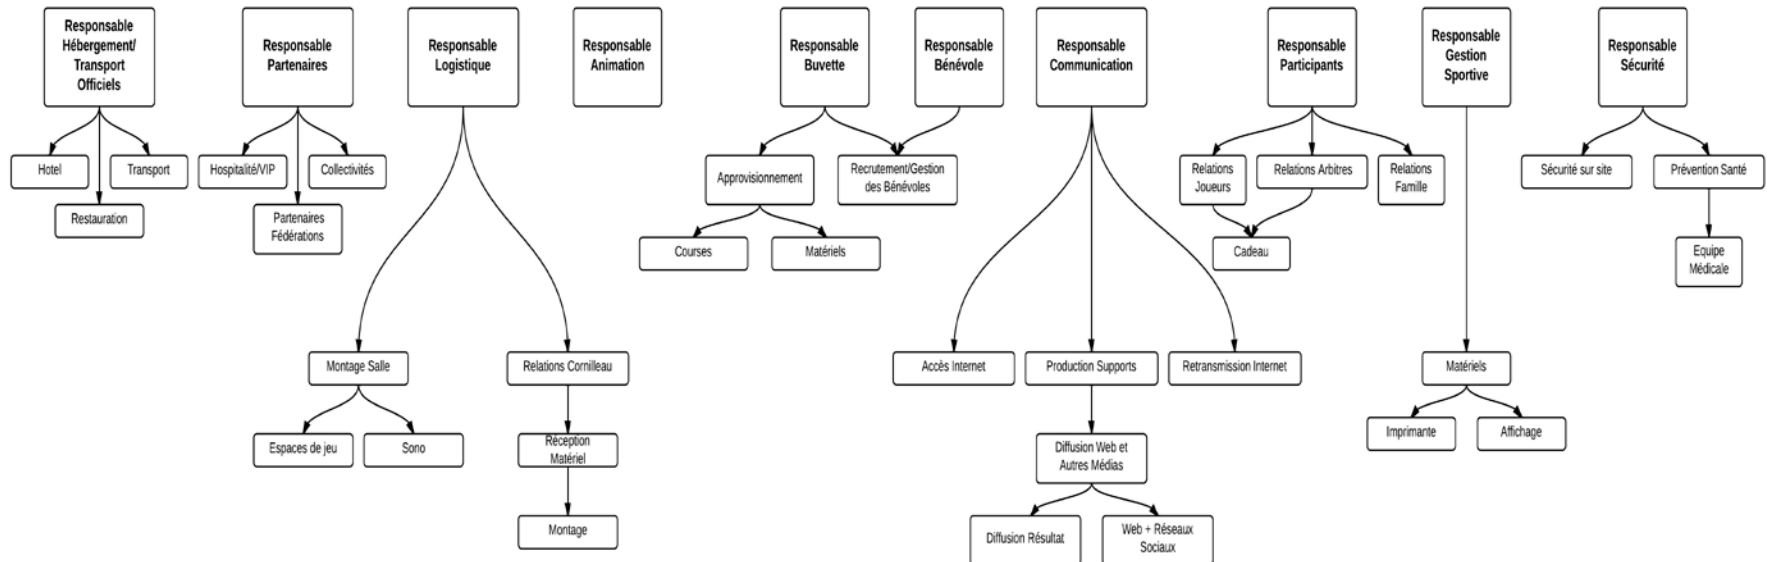 Responsable
Hébergement/
Transport
Officiels
Responsable
Partenaires
Responsable
Logistique
Responsable
Animation
Responsable
Buvette
Responsable
Bénévole
Responsable
Communication
Responsable
Participants
Responsable
Gestion
Sportive
Responsable
Sécurité
Hotel
Transport
Restauration
Hospitalité/VIP
Collectivités
Partenaires
Fédérations
Approvisionnement
Recrutement/Gestion
des Bénévoles
Courses
Matériels
Relations
Joueurs
Relations Arbitres
Relations
Famille
Cadeau
Sécurité sur site
Prévention Santé
Equipe
Médicale
Montage Salle
Relations Cornilleau
Accès Internet
Production Supports
Retransmission Internet
Matériels
Espaces de jeu
Sono
Réception
Matériel
Diffusion Web et
Autres Médias
Imprimante
Affichage
Montage
Diffusion Résultat
Web + Réseaux
Sociaux